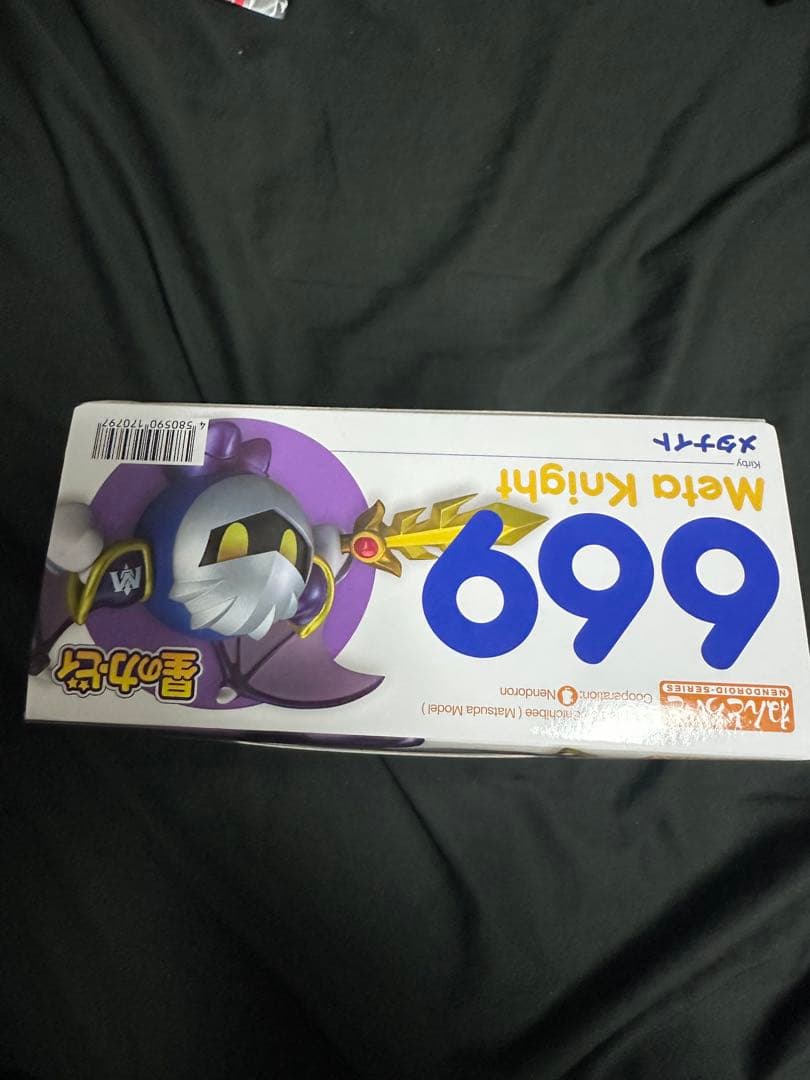 ねんどろいど
NENDOROID-SERIES
( Matsuda Model )
Cooperation: Nendoron
669
Meta Knight
Kirby
メタナイト
星のカービィ
4 580590 170797
M